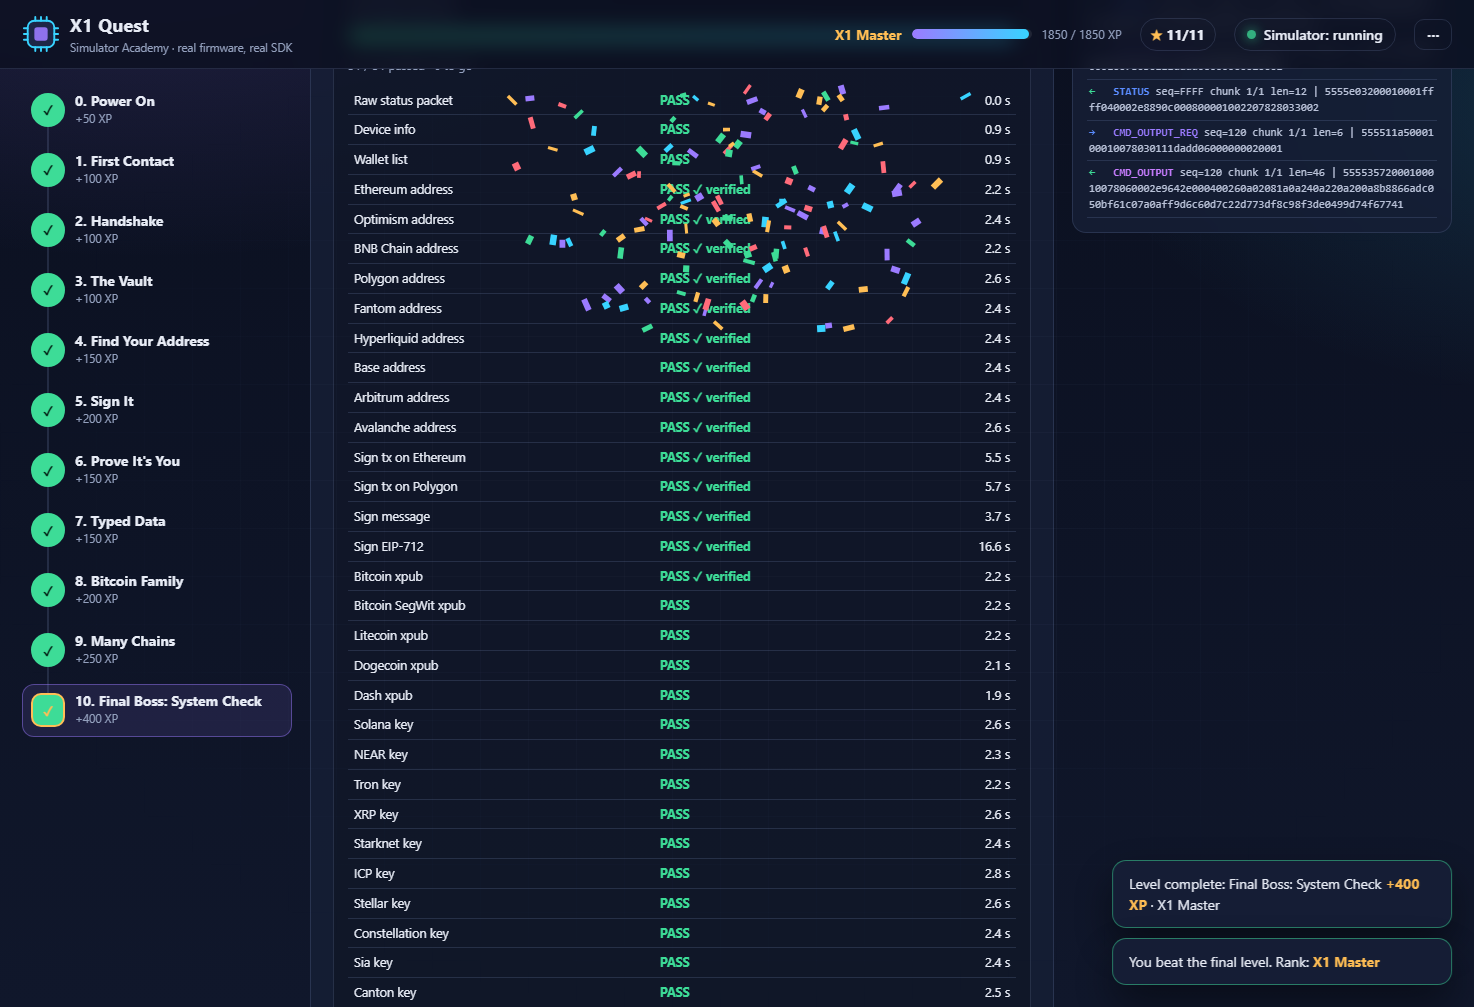 X1 Quest
Simulator Academy · real firmware, real SDK
X1 Master
1850 / 1850 XP
★ 11/11
Simulator: running
---
0. Power On
+50 XP
1. First Contact
+100 XP
2. Handshake
+100 XP
3. The Vault
+100 XP
4. Find Your Address
+150 XP
5. Sign It
+200 XP
6. Prove It's You
+150 XP
7. Typed Data
+150 XP
8. Bitcoin Family
+200 XP
9. Many Chains
+250 XP
10. Final Boss: System Check
+400 XP
Raw status packet PASS 0.0 s
Device info PASS 0.9 s
Wallet list PASS 0.9 s
Ethereum address PASS ✓ verified 2.2 s
Optimism address PASS ✓ verified 2.4 s
BNB Chain address PASS ✓ verified 2.2 s
Polygon address PASS ✓ verified 2.6 s
Fantom address PASS ✓ verified 2.4 s
Hyperliquid address PASS ✓ verified 2.4 s
Base address PASS ✓ verified 2.4 s
Arbitrum address PASS ✓ verified 2.4 s
Avalanche address PASS ✓ verified 2.6 s
Sign tx on Ethereum PASS ✓ verified 5.5 s
Sign tx on Polygon PASS ✓ verified 5.7 s
Sign message PASS ✓ verified 3.7 s
Sign EIP-712 PASS ✓ verified 16.6 s
Bitcoin xpub PASS ✓ verified 2.2 s
Bitcoin SegWit xpub PASS 2.2 s
Litecoin xpub PASS 2.2 s
Dogecoin xpub PASS 2.1 s
Dash xpub PASS 1.9 s
Solana key PASS 2.6 s
NEAR key PASS 2.3 s
Tron key PASS 2.2 s
XRP key PASS 2.6 s
Starknet key PASS 2.4 s
ICP key PASS 2.8 s
Stellar key PASS 2.6 s
Constellation key PASS 2.4 s
Sia key PASS 2.4 s
Canton key PASS 2.5 s
← STATUS seq=FFFF chunk 1/1 len=12 | 5555e03200010001ff
ff040002e8890c0008000010022078280330​02
→ CMD_OUTPUT_REQ seq=120 chunk 1/1 len=6 | 555511a50001
00010078030111dadd06000000020001
← CMD_OUTPUT seq=120 chunk 1/1 len=46 | 5555357200010000
10078060002e9642e000400260a02081a0a240a220a200a8b8866adc0
50bf61c07a0aff9d6c60d7c22d773df8c98f3de0499d74f67741
Level complete: Final Boss: System Check +400
XP · X1 Master
You beat the final level. Rank: X1 Master